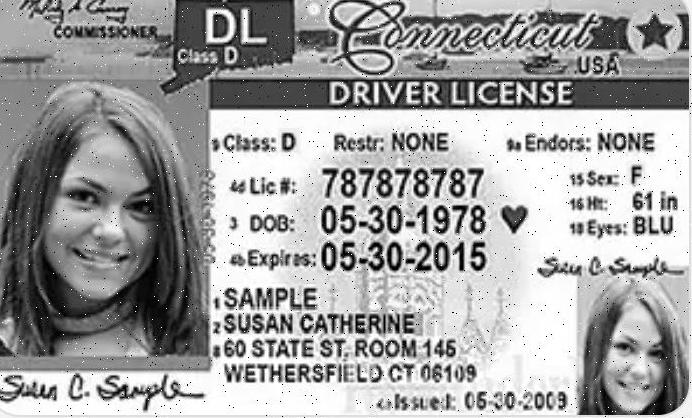 COMMISSIONER
DL
Class D
Connecticut
USA
DRIVER LICENSE
9 Class: D Restr: NONE 9a Endors: NONE
4d Lic #: 787878787
15 Sex: F
16 Ht: 61 in
3 DOB: 05-30-1978
18 Eyes: BLU
4b Expires: 05-30-2015
Susan C. Sample
1 SAMPLE
2 SUSAN CATHERINE
8 60 STATE ST, ROOM 145
WETHERSFIELD CT 06109
Susan C. Sample
Issued: 05-30-2009